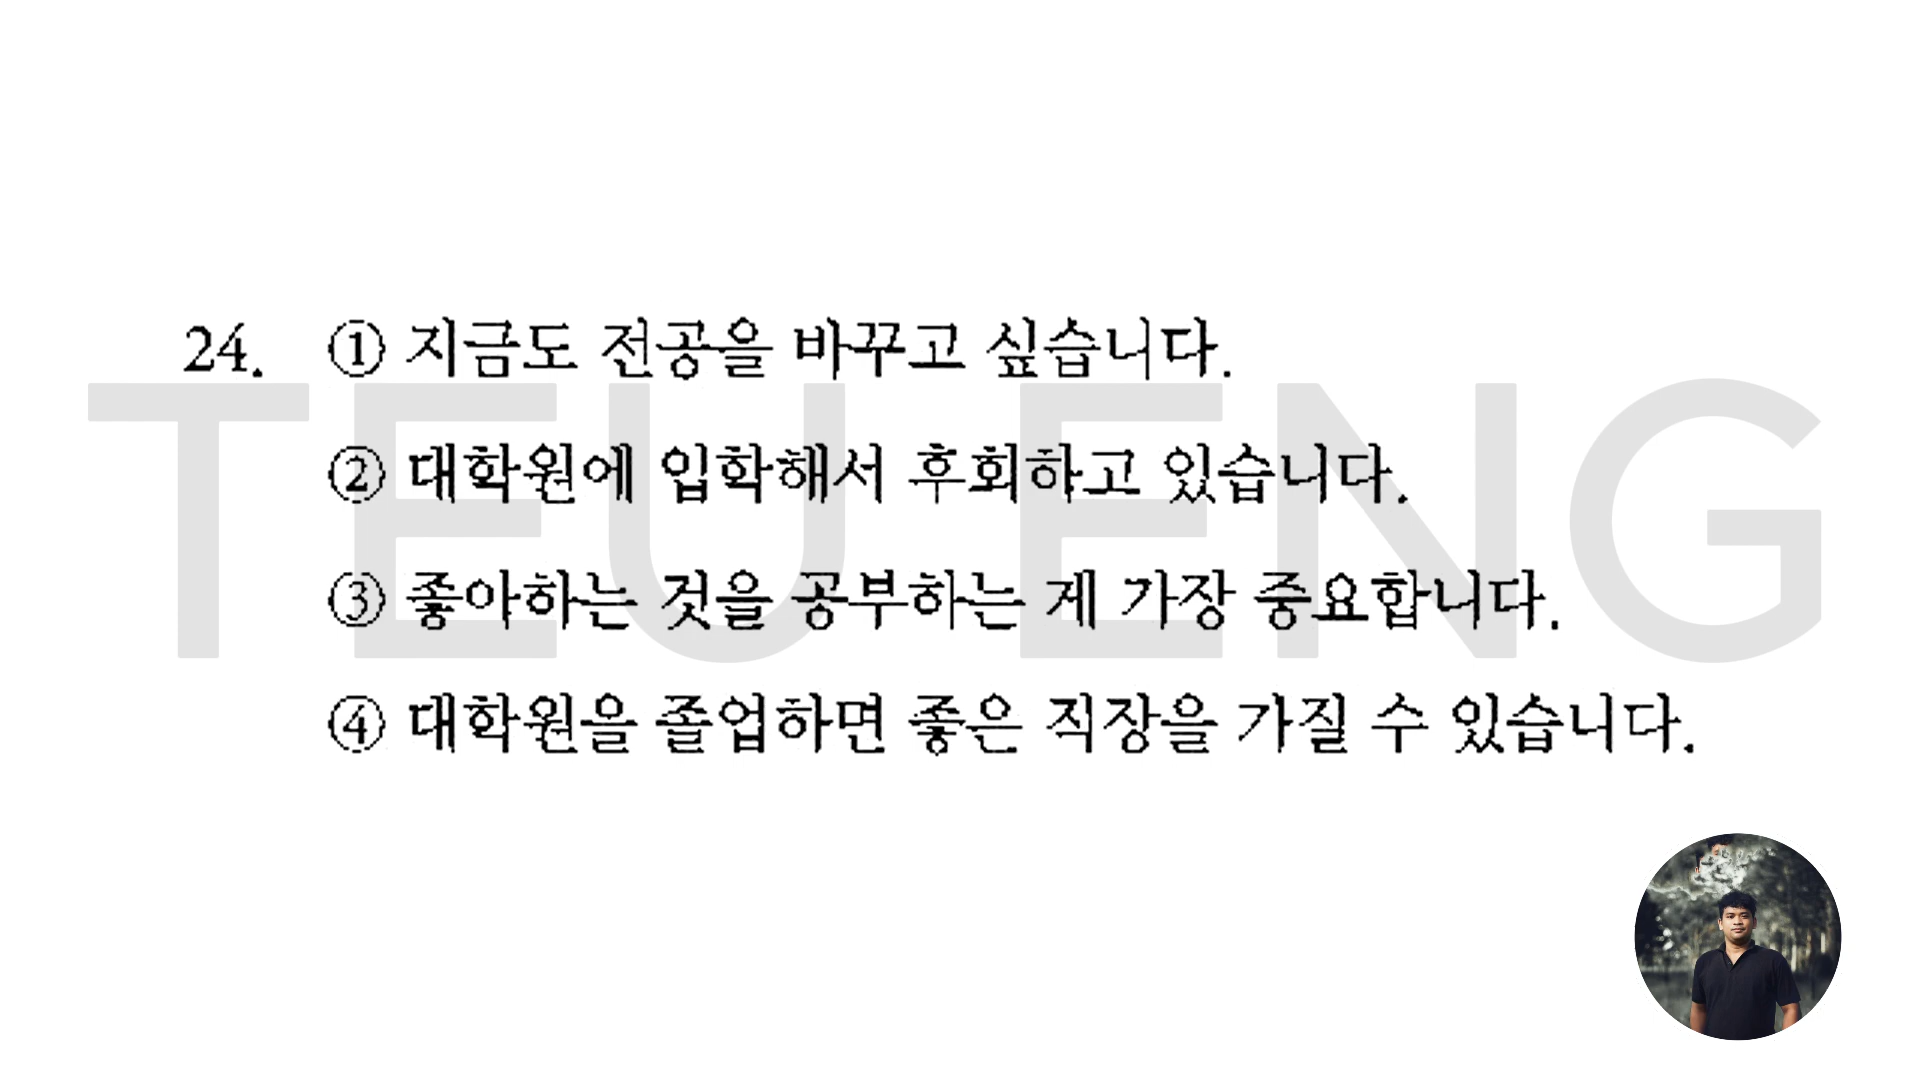 24. ① 지금도 전공을 바꾸고 싶습니다.
② 대학원에 입학해서 후회하고 있습니다.
③ 좋아하는 것을 공부하는 게 가장 중요합니다.
④ 대학원을 졸업하면 좋은 직장을 가질 수 있습니다.
TEU ENG